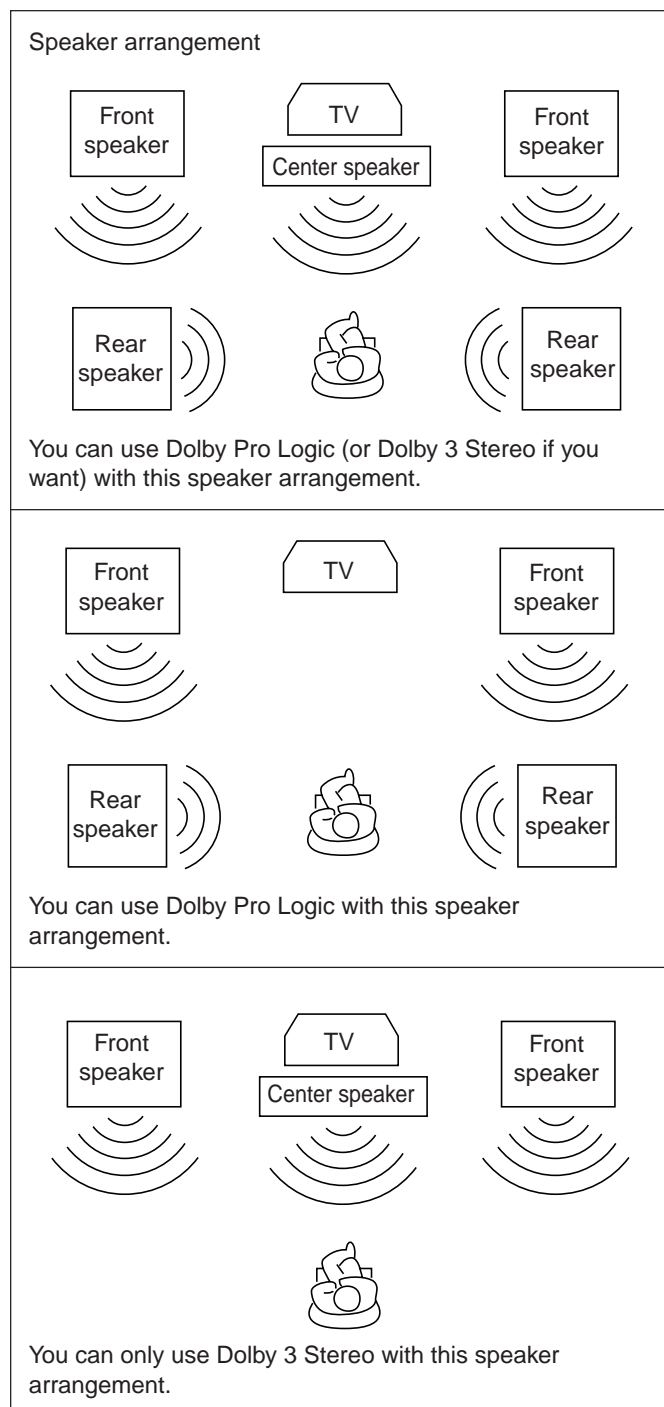 Speaker arrangement
Front
speaker
TV
Center speaker
Front
speaker
Rear
speaker
Rear
speaker
You can use Dolby Pro Logic (or Dolby 3 Stereo if you
want) with this speaker arrangement.
Front
speaker
TV
Front
speaker
Rear
speaker
Rear
speaker
You can use Dolby Pro Logic with this speaker
arrangement.
Front
speaker
TV
Center speaker
Front
speaker
You can only use Dolby 3 Stereo with this speaker
arrangement.